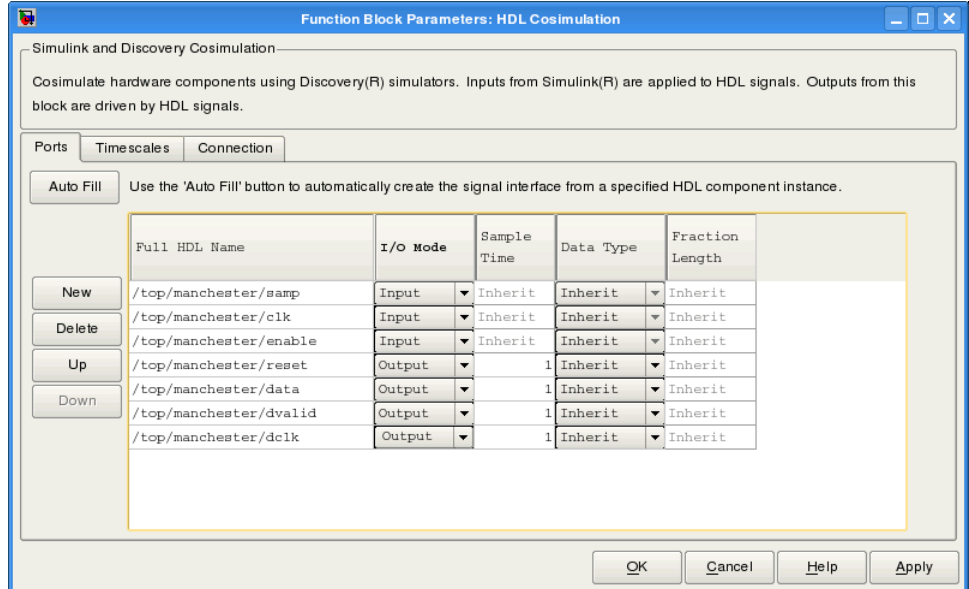 Function Block Parameters: HDL Cosimulation
Simulink and Discovery Cosimulation
Cosimulate hardware components using Discovery(R) simulators. Inputs from Simulink(R) are applied to HDL signals. Outputs from this
block are driven by HDL signals.
Ports Timescales Connection
Auto Fill Use the 'Auto Fill' button to automatically create the signal interface from a specified HDL component instance.
Full HDL Name I/O Mode Sample Time Data Type Fraction Length
New /top/manchester/samp Input Inherit Inherit Inherit
/top/manchester/clk Input Inherit Inherit Inherit
Delete /top/manchester/enable Input Inherit Inherit Inherit
Up /top/manchester/reset Output 1 Inherit Inherit
/top/manchester/data Output 1 Inherit Inherit
Down /top/manchester/dvalid Output 1 Inherit Inherit
/top/manchester/dclk Output 1 Inherit Inherit
OK Cancel Help Apply